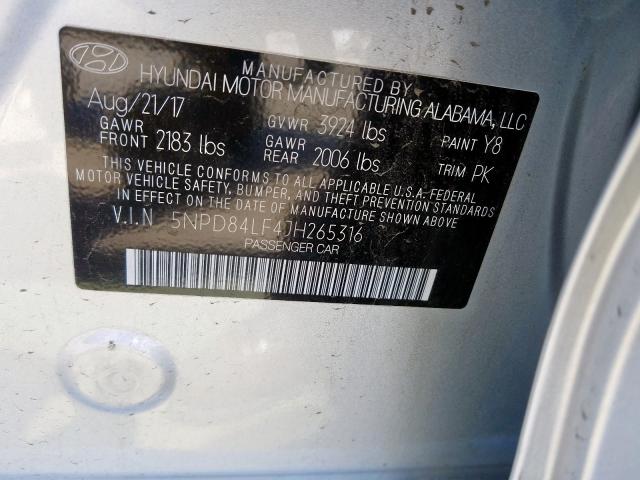 MANUFACTURED BY
HYUNDAI MOTOR MANUFACTURING ALABAMA, LLC
Aug/21/17
GAWR FRONT 2183 lbs
GVWR 3924 lbs
GAWR REAR 2006 lbs
PAINT Y8
TRIM PK
THIS VEHICLE CONFORMS TO ALL APPLICABLE U.S.A. FEDERAL
MOTOR VEHICLE SAFETY, BUMPER, AND THEFT PREVENTION STANDARDS
IN EFFECT ON THE DATE OF MANUFACTURE SHOWN ABOVE
V.I.N 5NPD84LF4JH265316
PASSENGER CAR